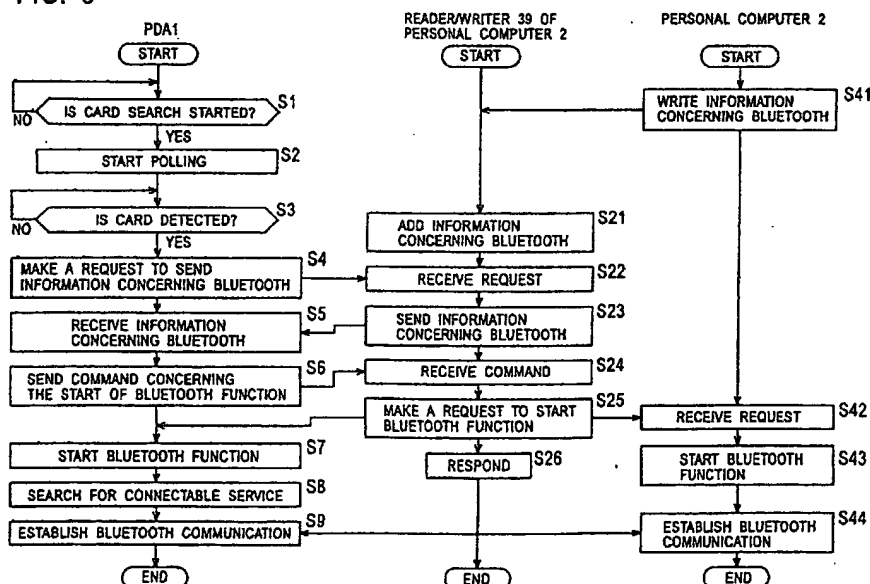 PDA1
START
IS CARD SEARCH STARTED?
S1
NO
YES
START POLLING
S2
IS CARD DETECTED?
S3
NO
YES
MAKE A REQUEST TO SEND
INFORMATION CONCERNING BLUETOOTH
S4
RECEIVE INFORMATION
CONCERNING BLUETOOTH
S5
SEND COMMAND CONCERNING
THE START OF BLUETOOTH FUNCTION
S6
START BLUETOOTH FUNCTION
S7
SEARCH FOR CONNECTABLE SERVICE
S8
ESTABLISH BLUETOOTH COMMUNICATION
S9
END
READER/WRITER 39 OF
PERSONAL COMPUTER 2
START
ADD INFORMATION
CONCERNING BLUETOOTH
S21
RECEIVE REQUEST
S22
SEND INFORMATION
CONCERNING BLUETOOTH
S23
RECEIVE COMMAND
S24
MAKE A REQUEST TO START
BLUETOOTH FUNCTION
S25
RESPOND
S26
END
PERSONAL COMPUTER 2
START
WRITE INFORMATION
CONCERNING BLUETOOTH
S41
RECEIVE REQUEST
S42
START BLUETOOTH
FUNCTION
S43
ESTABLISH BLUETOOTH
COMMUNICATION
S44
END